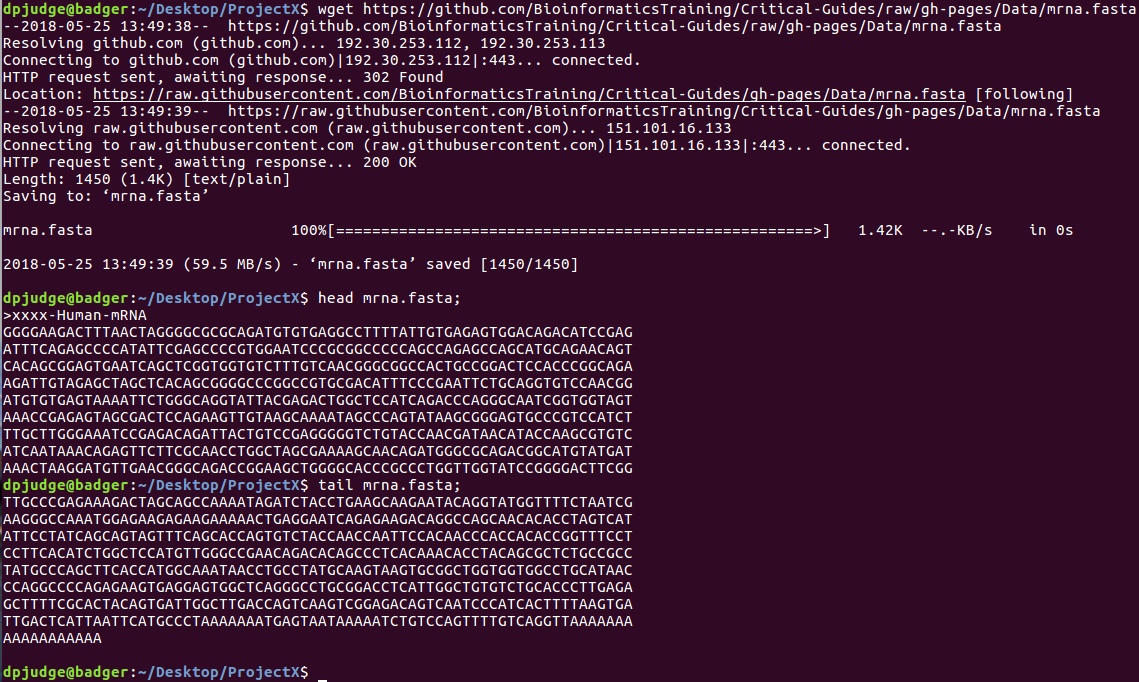 dpjudge@badger:~/Desktop/ProjectX$ wget https://github.com/BioinformaticsTraining/Critical-Guides/raw/gh-pages/Data/mrna.fasta
--2018-05-25 13:49:38--  https://github.com/BioinformaticsTraining/Critical-Guides/raw/gh-pages/Data/mrna.fasta
Resolving github.com (github.com)... 192.30.253.112, 192.30.253.113
Connecting to github.com (github.com)|192.30.253.112|:443... connected.
HTTP request sent, awaiting response... 302 Found
Location: https://raw.githubusercontent.com/BioinformaticsTraining/Critical-Guides/gh-pages/Data/mrna.fasta [following]
--2018-05-25 13:49:39--  https://raw.githubusercontent.com/BioinformaticsTraining/Critical-Guides/gh-pages/Data/mrna.fasta
Resolving raw.githubusercontent.com (raw.githubusercontent.com)... 151.101.16.133
Connecting to raw.githubusercontent.com (raw.githubusercontent.com)|151.101.16.133|:443... connected.
HTTP request sent, awaiting response... 200 OK
Length: 1450 (1.4K) [text/plain]
Saving to: ‘mrna.fasta’
mrna.fasta 100%[=====================================================>] 1.42K --.-KB/s in 0s
2018-05-25 13:49:39 (59.5 MB/s) - ‘mrna.fasta’ saved [1450/1450]
dpjudge@badger:~/Desktop/ProjectX$ head mrna.fasta;
>xxxx-Human-mRNA
GGGGAAGACTTTAACTAGGGGCGCGCAGATGTGTGAGGCCTTTTATTGTGAGAGTGGACAGACATCCGAG
ATTTCAGAGCCCCATATTCGAGCCCCGTGGAATCCCGCGGCCCCCAGCCAGAGCCAGCATGCAGAACAGT
CACAGCGGAGTGAATCAGCTCGGTGGTGTCTTTGTCAACGGGCGGCCACTGCCGGACTCCACCCGGCAGA
AGATTGTAGAGCTAGCTCACAGCGGGGCCCGGCCGTGCGACATTTCCCGAATTCTGCAGGTGTCCAACGG
ATGTGTGAGTAAAATTCTGGGCAGGTATTACGAGACTGGCTCCATCAGACCCAGGGCAATCGGTGGTAGT
AAACCGAGAGTAGCGACTCCAGAAGTTGTAAGCAAAATAGCCCAGTATAAGCGGGAGTGCCCGTCCATCT
TTGCTTGGGAAATCCGAGACAGATTACTGTCCGAGGGGGTCTGTACCAACGATAACATACCAAGCGTGTC
ATCAATAAACAGAGTTCTTCGCAACCTGGCTAGCGAAAAGCAACAGATGGGCGCAGACGGCATGTATGAT
AAACTAAGGATGTTGAACGGGCAGACCGGAAGCTGGGGCACCCGCCCTGGTTGGTATCCGGGGACTTCGG
dpjudge@badger:~/Desktop/ProjectX$ tail mrna.fasta;
TTGCCCGAGAAAGACTAGCAGCCAAAATAGATCTACCTGAAGCAAGAATACAGGTATGGTTTTCTAATCG
AAGGGCCAAATGGAGAAGAGAAGAAAAACTGAGGAATCAGAGAAGACAGGCCAGCAACACACCTAGTCAT
ATTCCTATCAGCAGTAGTTTCAGCACCAGTGTCTACCAACCAATTCCACAACCCACCACACCGGTTTCCT
CCTTCACATCTGGCTCCATGTTGGGCCGAACAGACACAGCCCTCACAAACACCTACAGCGCTCTGCCGCC
TATGCCCAGCTTCACCATGGCAAATAACCTGCCTATGCAAGTAAGTGCGGCTGGTGGTGGCCTGCATAAC
CCAGGCCCCAGAGAAGTGAGGAGTGGCTCAGGGCCTGCGGACCTCATTGGCTGTGTCTGCACCCTTGAGA
GCTTTTCGCACTACAGTGATTGGCTTGACCAGTCAAGTCGGAGACAGTCAATCCCATCACTTTTAAGTGA
TTGACTCATTAATTCATGCCCTAAAAAAATGAGTAATAAAAATCTGTCCAGTTTTGTCAGGTTAAAAAAA
AAAAAAAAAAA
dpjudge@badger:~/Desktop/ProjectX$